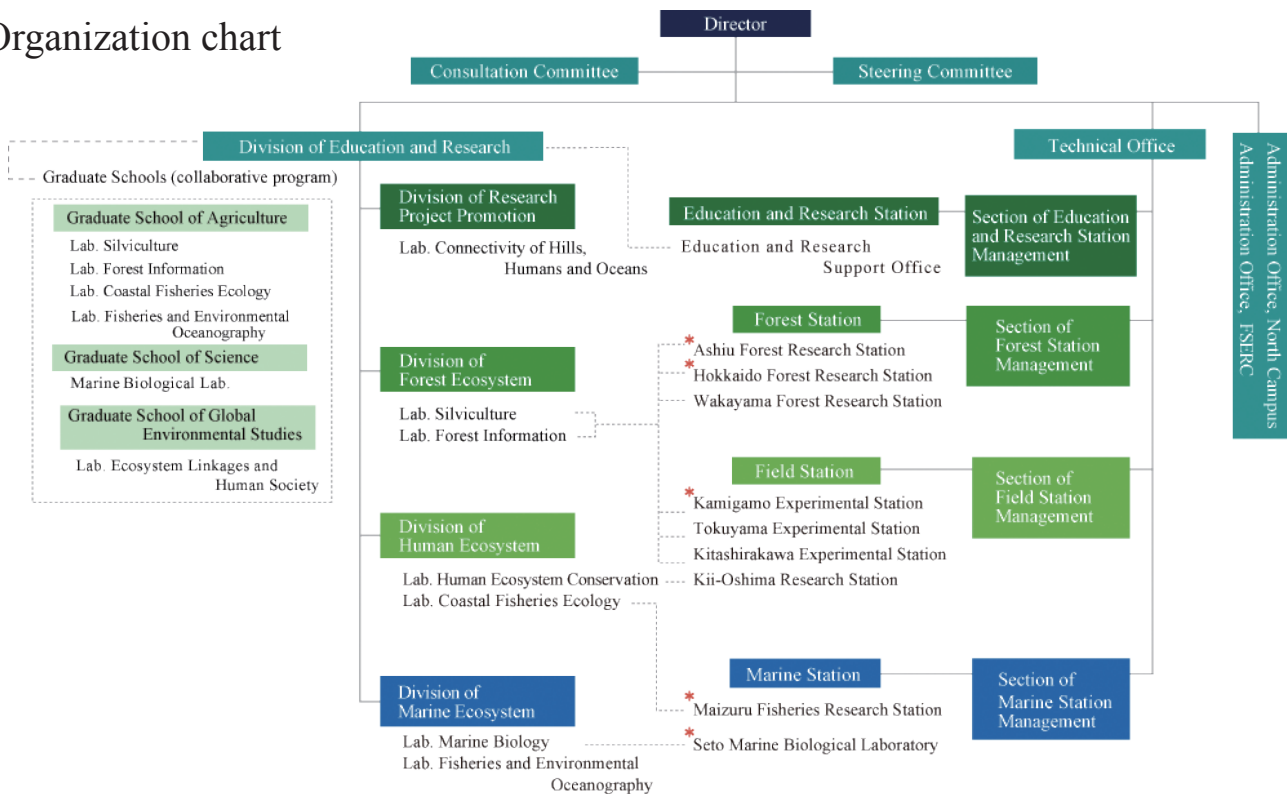 Organization chart
Director
Consultation Committee
Steering Committee
Division of Education and Research
Technical Office
Administration Office, North Campus
Administration Office, FSERC
Graduate Schools (collaborative program)
Graduate School of Agriculture
Lab. Silviculture
Lab. Forest Information
Lab. Coastal Fisheries Ecology
Lab. Fisheries and Environmental
Oceanography
Graduate School of Science
Marine Biological Lab.
Graduate School of Global
Environmental Studies
Lab. Ecosystem Linkages and
Human Society
Division of Research
Project Promotion
Lab. Connectivity of Hills,
Humans and Oceans
Division of
Forest Ecosystem
Lab. Silviculture
Lab. Forest Information
Division of
Human Ecosystem
Lab. Human Ecosystem Conservation
Lab. Coastal Fisheries Ecology
Division of
Marine Ecosystem
Lab. Marine Biology
Lab. Fisheries and Environmental
Oceanography
Education and Research Station
Education and Research
Support Office
Forest Station
*Ashiu Forest Research Station
*Hokkaido Forest Research Station
Wakayama Forest Research Station
Field Station
*Kamigamo Experimental Station
Tokuyama Experimental Station
Kitashirakawa Experimental Station
Kii-Oshima Research Station
Marine Station
*Maizuru Fisheries Research Station
*Seto Marine Biological Laboratory
Section of Education
and Research Station
Management
Section of
Forest Station
Management
Section of
Field Station
Management
Section of
Marine Station
Management